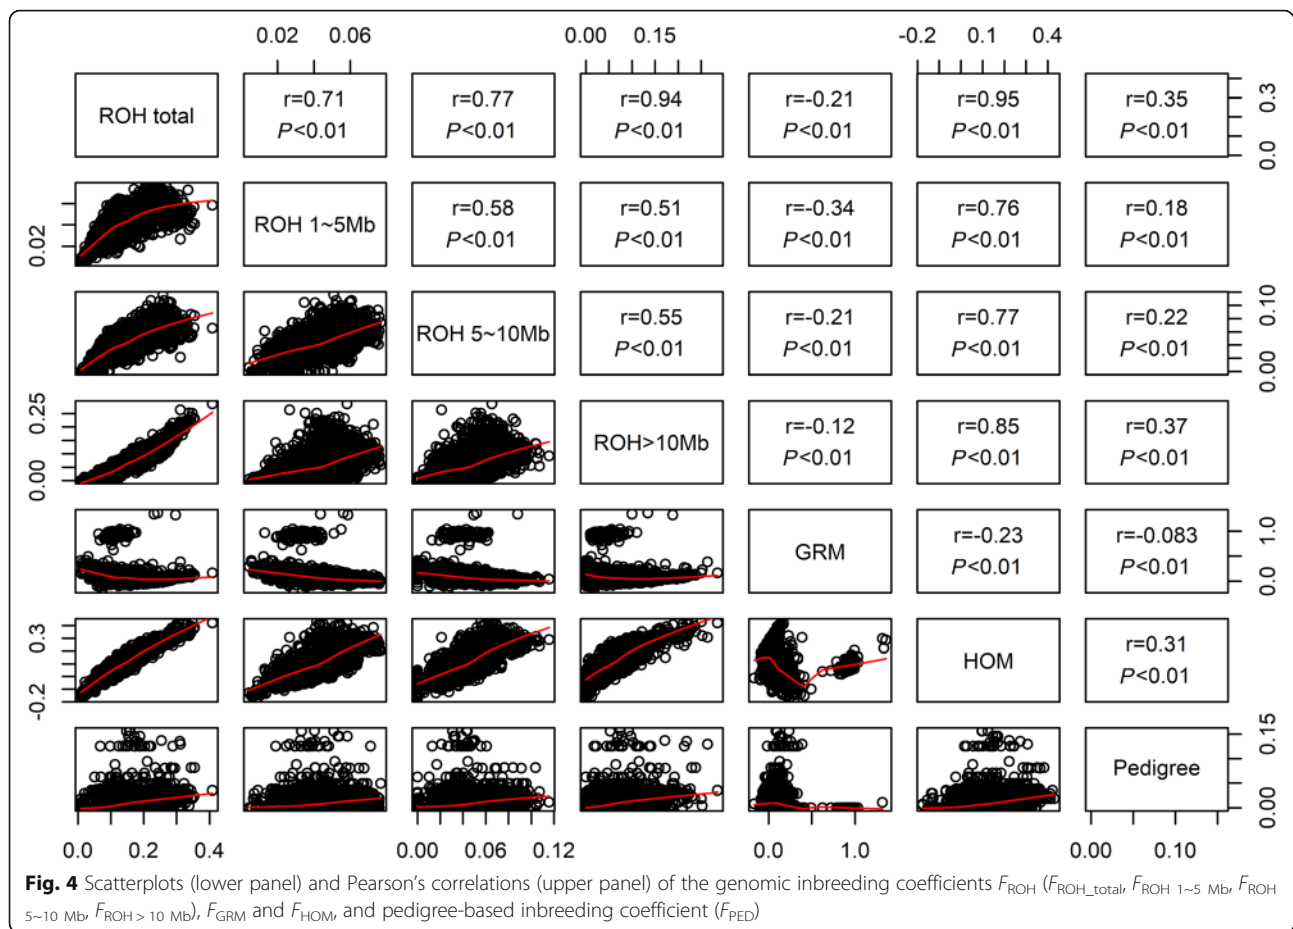 0.02 0.06 0.00 0.15 -0.2 0.1 0.4
ROH total r=0.71 r=0.77 r=0.94 r=-0.21 r=0.95 r=0.35 0.3
P<0.01 P<0.01 P<0.01 P<0.01 P<0.01 P<0.01 0.0
0.02 ROH 1~5Mb r=0.58 r=0.51 r=-0.34 r=0.76 r=0.18
P<0.01 P<0.01 P<0.01 P<0.01 P<0.01
ROH 5~10Mb r=0.55 r=-0.21 r=0.77 r=0.22 0.10
P<0.01 P<0.01 P<0.01 P<0.01 0.00
0.25 ROH>10Mb r=-0.12 r=0.85 r=0.37
0.00 P<0.01 P<0.01 P<0.01
GRM r=-0.23 r=-0.083 1.0
P<0.01 P<0.01 0.0
0.3 HOM r=0.31
-0.2 P<0.01
Pedigree 0.15
0.00
0.0 0.2 0.4 0.00 0.06 0.12 0.0 1.0 0.00 0.10
Fig. 4 Scatterplots (lower panel) and Pearson's correlations (upper panel) of the genomic inbreeding coefficients FROH (FROH_total, FROH 1~5 Mb, FROH
5~10 Mb, FROH > 10 Mb), FGRM and FHOM, and pedigree-based inbreeding coefficient (FPED)